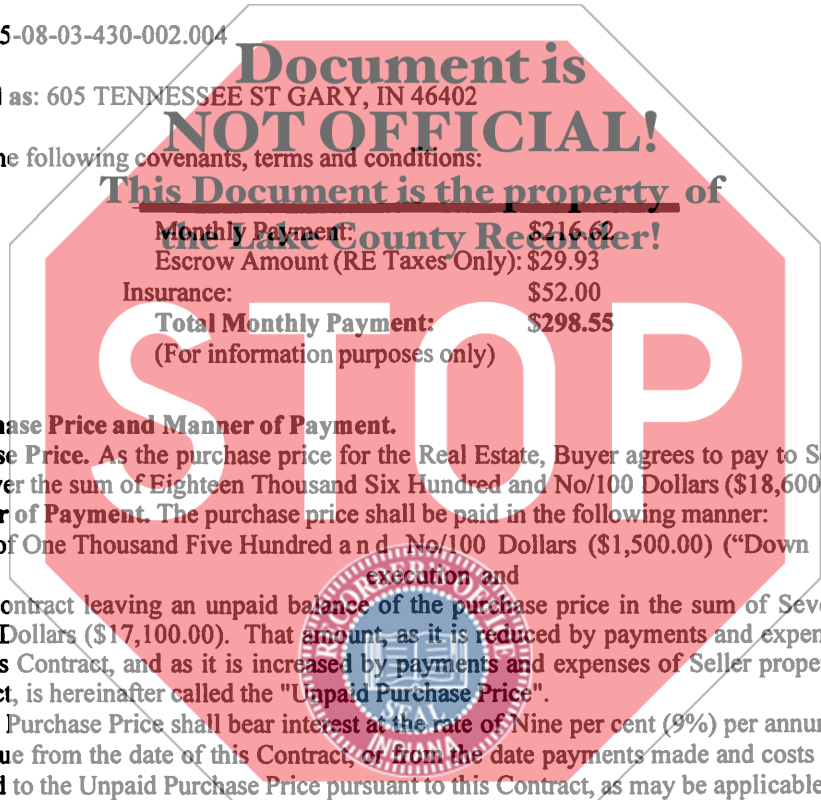 5-08-03-430-002.004
Document is
as: 605 TENNESSEE ST GARY, IN 46402
NOT OFFICIAL!
he following covenants, terms and conditions:
This Document is the property of
Monthly Payment: $216.62
the Lake County Recorder!
Escrow Amount (RE Taxes Only): $29.93
Insurance: $52.00
Total Monthly Payment: $298.55
(For information purposes only)
STOP
hase Price and Manner of Payment.
se Price. As the purchase price for the Real Estate, Buyer agrees to pay to S
er the sum of Eighteen Thousand Six Hundred and No/100 Dollars ($18,600
r of Payment. The purchase price shall be paid in the following manner:
of One Thousand Five Hundred a n d No/100 Dollars ($1,500.00) ("Down
execution and
ontract leaving an unpaid balance of the purchase price in the sum of Seve
Dollars ($17,100.00). That amount, as it is reduced by payments and expen
s Contract, and as it is increased by payments and expenses of Seller prope
ct, is hereinafter called the "Unpaid Purchase Price".
Purchase Price shall bear interest at the rate of Nine per cent (9%) per annu
ue from the date of this Contract, or from the date payments made and costs
d to the Unpaid Purchase Price pursuant to this Contract, as may be applicable
RECORDER OF THE
SEAL